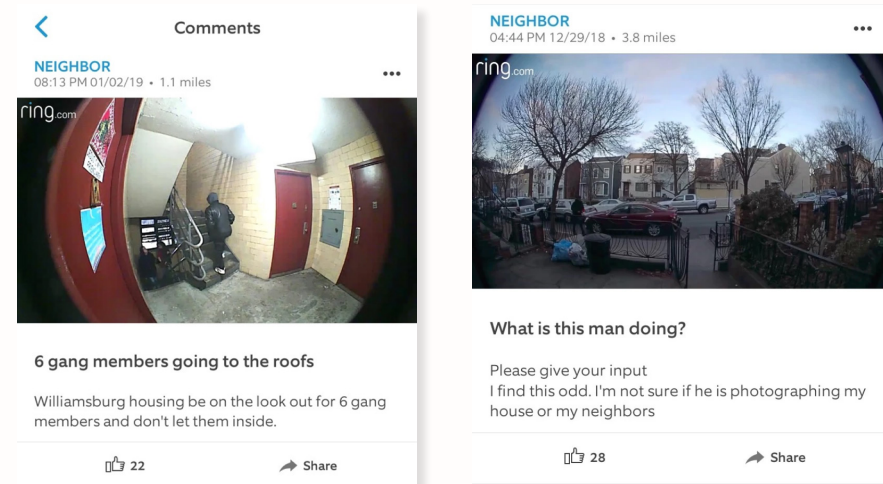 Comments
NEIGHBOR
08:13 PM 01/02/19 • 1.1 miles
ring.com
6 gang members going to the roofs
Williamsburg housing be on the look out for 6 gang
members and don't let them inside.
22
Share
NEIGHBOR
04:44 PM 12/29/18 • 3.8 miles
ring.com
What is this man doing?
Please give your input
I find this odd. I'm not sure if he is photographing my
house or my neighbors
28
Share